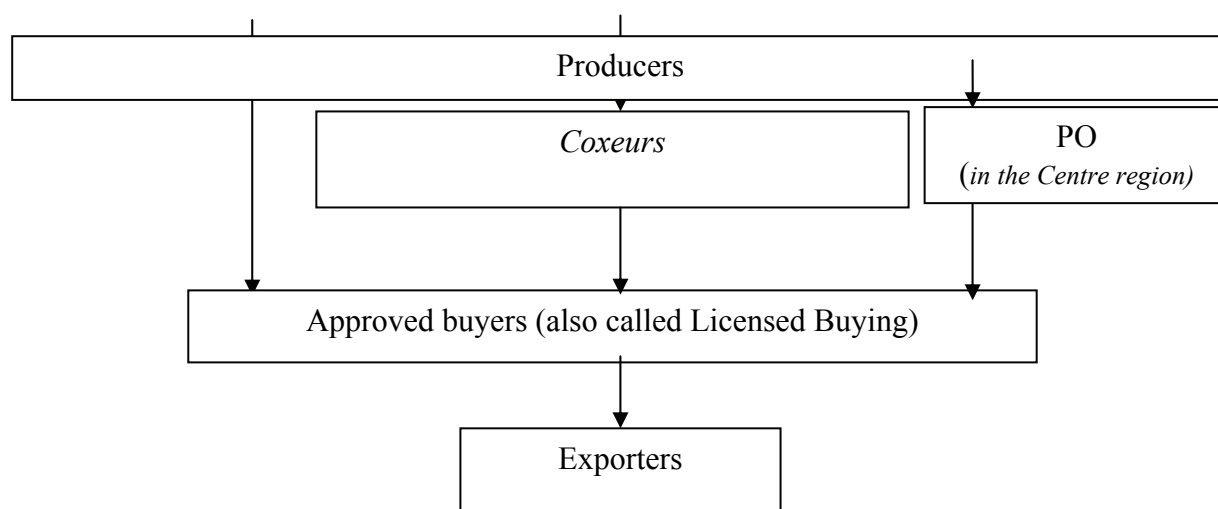 Producers
Coxeurs
PO
(in the Centre region)
Approved buyers (also called Licensed Buying)
Exporters